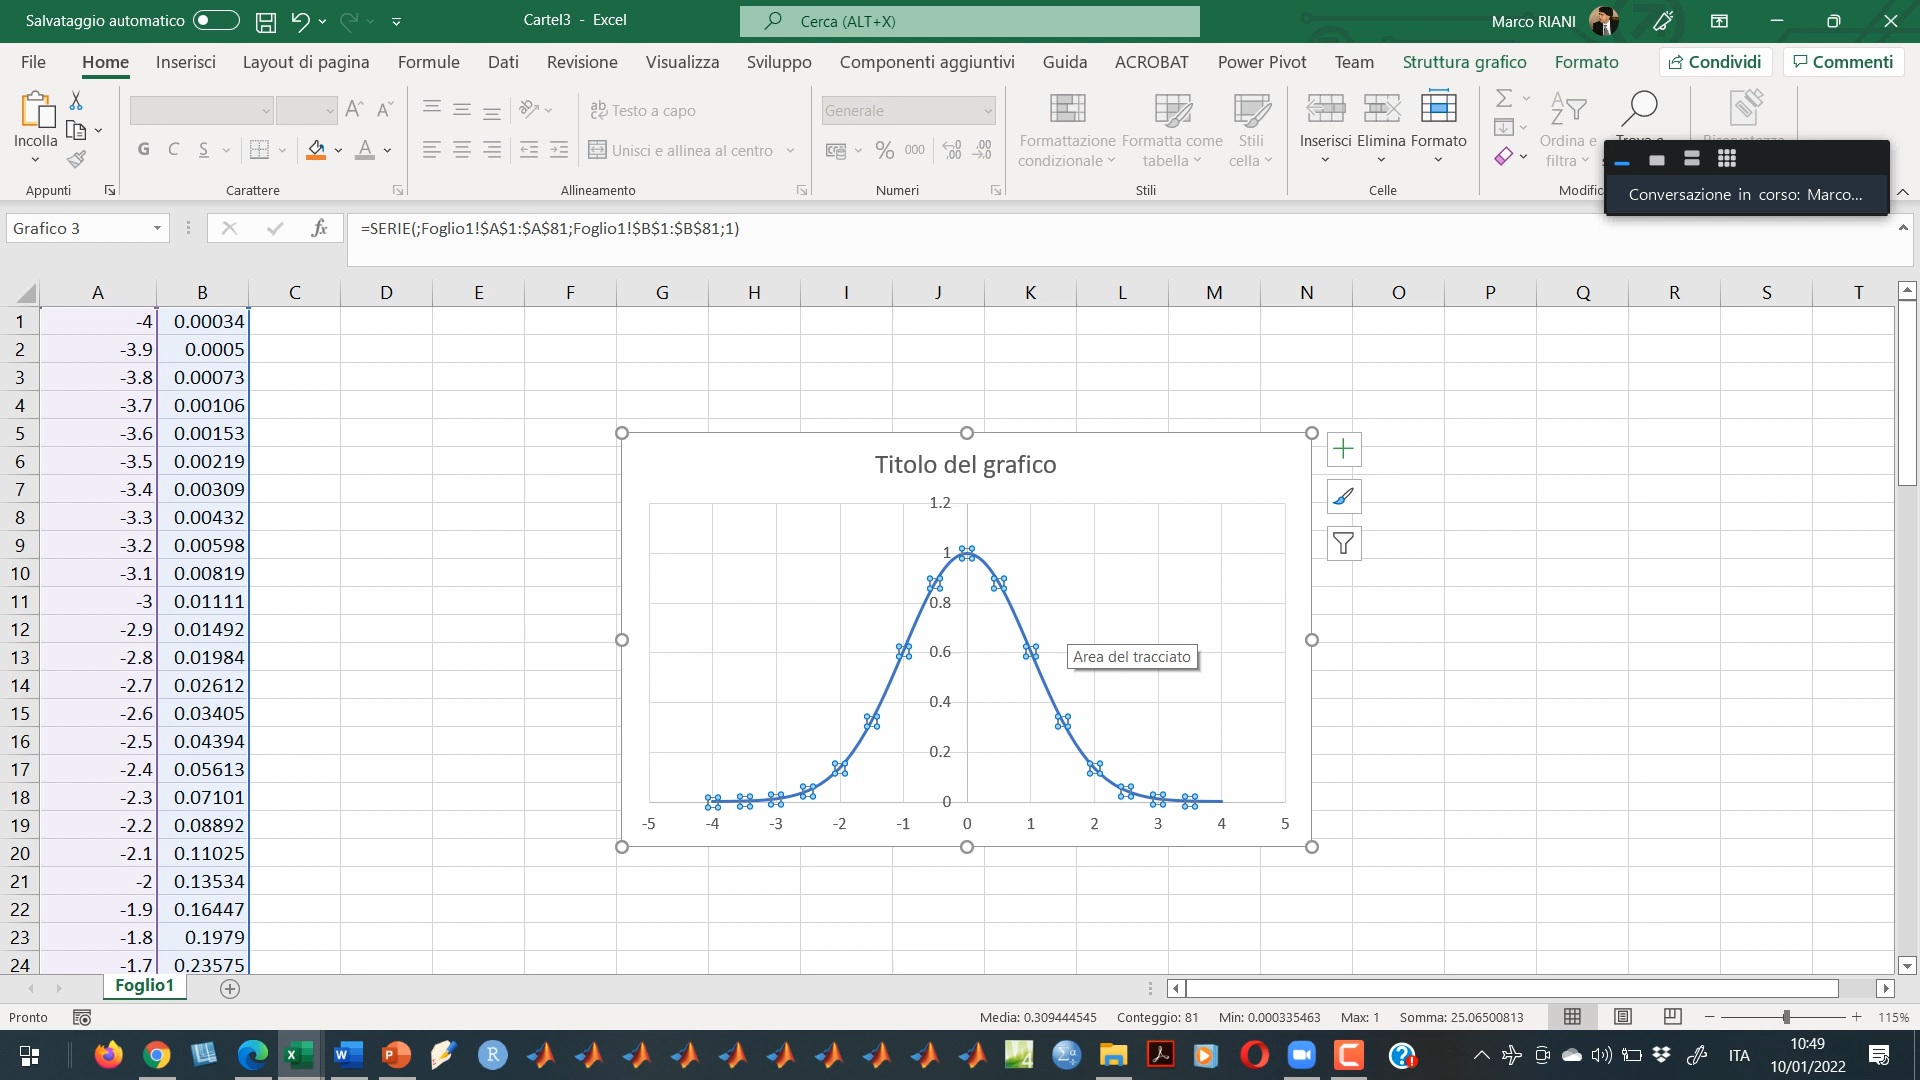 Salvataggio automatico
Cartel3 - Excel
Cerca (ALT+X)
Marco RIANI
File Home Inserisci Layout di pagina Formule Dati Revisione Visualizza Sviluppo Componenti aggiuntivi Guida ACROBAT Power Pivot Team Struttura grafico Formato Condividi Commenti
Incolla
G C S
Testo a capo
Unisci e allinea al centro
Generale
% 000
Formattazione condizionale
Formatta come tabella
Stili cella
Inserisci Elimina Formato
Ordina e filtra
Appunti Carattere Allineamento Numeri Stili Celle
Conversazione in corso: Marco...
Grafico 3
fx
=SERIE(;Foglio1!$A$1:$A$81;Foglio1!$B$1:$B$81;1)
A B C D E F G H I J K L M N O P Q R S T
1 -4 0.00034
2 -3.9 0.0005
3 -3.8 0.00073
4 -3.7 0.00106
5 -3.6 0.00153
6 -3.5 0.00219
7 -3.4 0.00309
8 -3.3 0.00432
9 -3.2 0.00598
10 -3.1 0.00819
11 -3 0.01111
12 -2.9 0.01492
13 -2.8 0.01984
14 -2.7 0.02612
15 -2.6 0.03405
16 -2.5 0.04394
17 -2.4 0.05613
18 -2.3 0.07101
19 -2.2 0.08892
20 -2.1 0.11025
21 -2 0.13534
22 -1.9 0.16447
23 -1.8 0.1979
24 -1.7 0.23575
Titolo del grafico
1.2
1
0.8
0.6
0.4
0.2
0
-5 -4 -3 -2 -1 0 1 2 3 4 5
Area del tracciato
Foglio1
Pronto
Media: 0.309444545 Conteggio: 81 Min: 0.000335463 Max: 1 Somma: 25.06500813
115%
ITA
10:49
10/01/2022